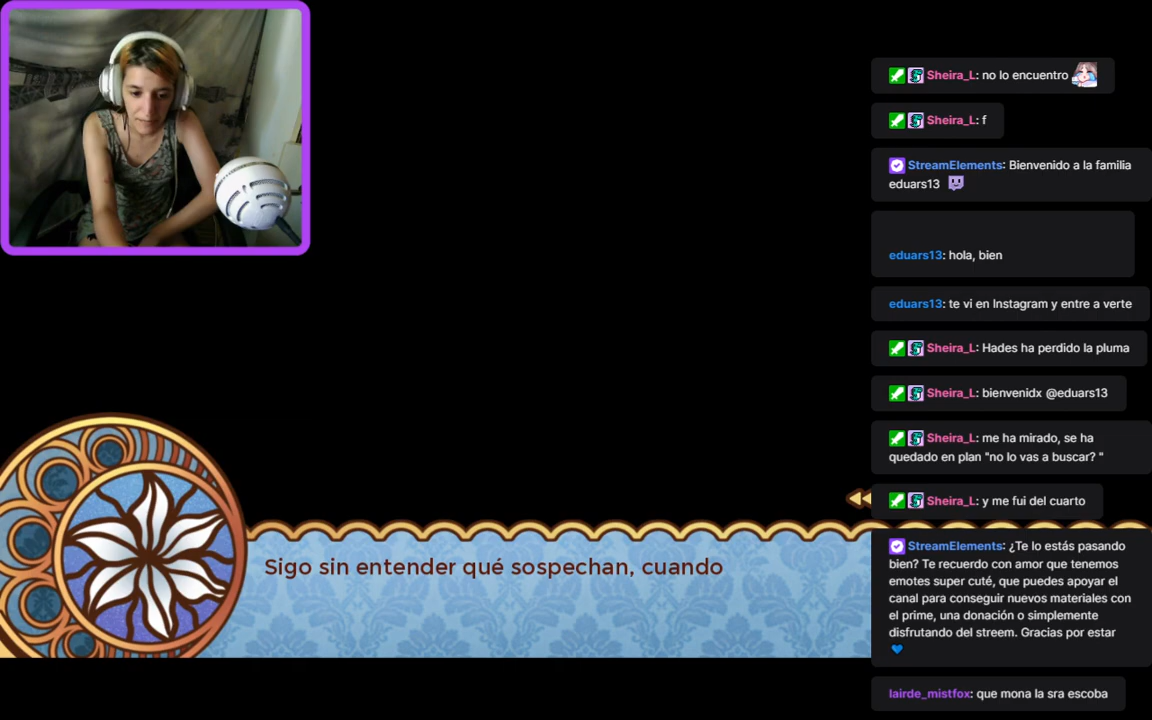 Sheira_L: no lo encuentro
Sheira_L: f
StreamElements: Bienvenido a la familia
eduars13
eduars13: hola, bien
eduars13: te vi en Instagram y entre a verte
Sheira_L: Hades ha perdido la pluma
Sheira_L: bienvenidx @eduars13
Sheira_L: me ha mirado, se ha
quedado en plan "no lo vas a buscar? "
Sheira_L: y me fui del cuarto
StreamElements: ¿Te lo estás pasando
bien? Te recuerdo con amor que tenemos
emotes super cuté, que puedes apoyar el
canal para conseguir nuevos materiales con
el prime, una donación o simplemente
disfrutando del streem. Gracias por estar
lairde_mistfox: que mona la sra escoba
Sigo sin entender qué sospechan, cuando